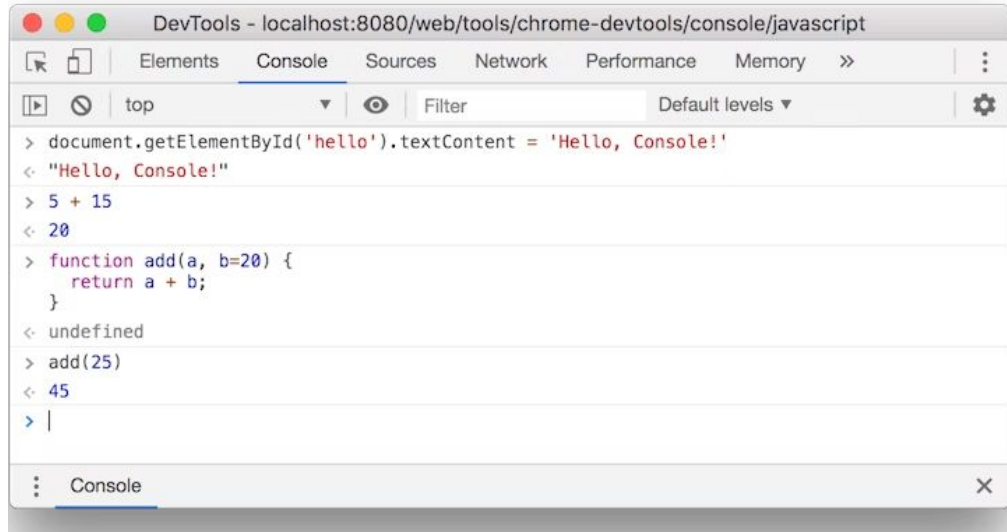 DevTools - localhost:8080/web/tools/chrome-devtools/console/javascript
Elements Console Sources Network Performance Memory »
top ▼ Filter Default levels ▼
> document.getElementById('hello').textContent = 'Hello, Console!'
<· "Hello, Console!"
> 5 + 15
<· 20
> function add(a, b=20) {
    return a + b;
  }
<· undefined
> add(25)
<· 45
>
Console ×